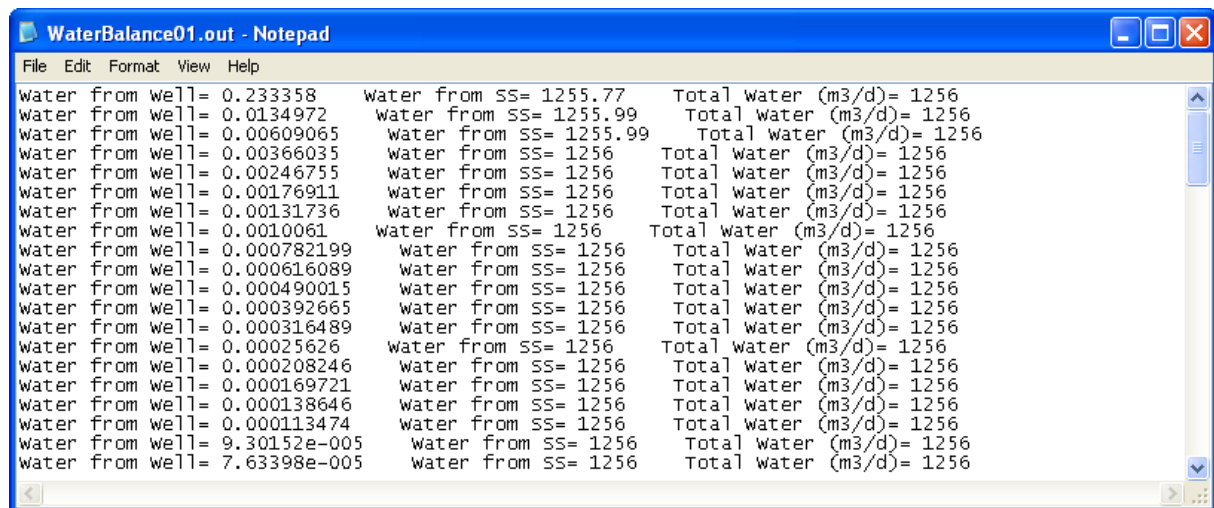 WaterBalance01.out - Notepad
File Edit Format View Help
Water from Well= 0.233358 Water from SS= 1255.77 Total Water (m3/d)= 1256
Water from Well= 0.0134972 Water from SS= 1255.99 Total Water (m3/d)= 1256
Water from Well= 0.00609065 Water from SS= 1255.99 Total Water (m3/d)= 1256
Water from Well= 0.00366035 Water from SS= 1256 Total Water (m3/d)= 1256
Water from Well= 0.00246755 Water from SS= 1256 Total Water (m3/d)= 1256
Water from Well= 0.00176911 Water from SS= 1256 Total Water (m3/d)= 1256
Water from Well= 0.00131736 Water from SS= 1256 Total Water (m3/d)= 1256
Water from Well= 0.0010061 Water from SS= 1256 Total Water (m3/d)= 1256
Water from Well= 0.000782199 Water from SS= 1256 Total Water (m3/d)= 1256
Water from Well= 0.000616089 Water from SS= 1256 Total Water (m3/d)= 1256
Water from Well= 0.000490015 Water from SS= 1256 Total Water (m3/d)= 1256
Water from Well= 0.000392665 Water from SS= 1256 Total Water (m3/d)= 1256
Water from Well= 0.000316489 Water from SS= 1256 Total Water (m3/d)= 1256
Water from Well= 0.00025626 Water from SS= 1256 Total Water (m3/d)= 1256
Water from Well= 0.000208246 Water from SS= 1256 Total Water (m3/d)= 1256
Water from Well= 0.000169721 Water from SS= 1256 Total Water (m3/d)= 1256
Water from Well= 0.000138646 Water from SS= 1256 Total Water (m3/d)= 1256
Water from Well= 0.000113474 Water from SS= 1256 Total Water (m3/d)= 1256
Water from Well= 9.30152e-005 Water from SS= 1256 Total Water (m3/d)= 1256
Water from Well= 7.63398e-005 Water from SS= 1256 Total Water (m3/d)= 1256